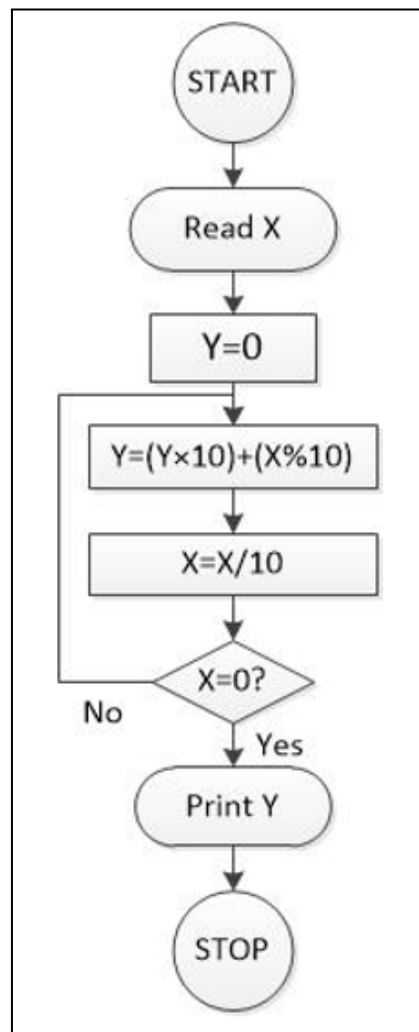 START
Read X
Y=0
Y=(Y×10)+(X%10)
X=X/10
X=0?
No
Yes
Print Y
STOP